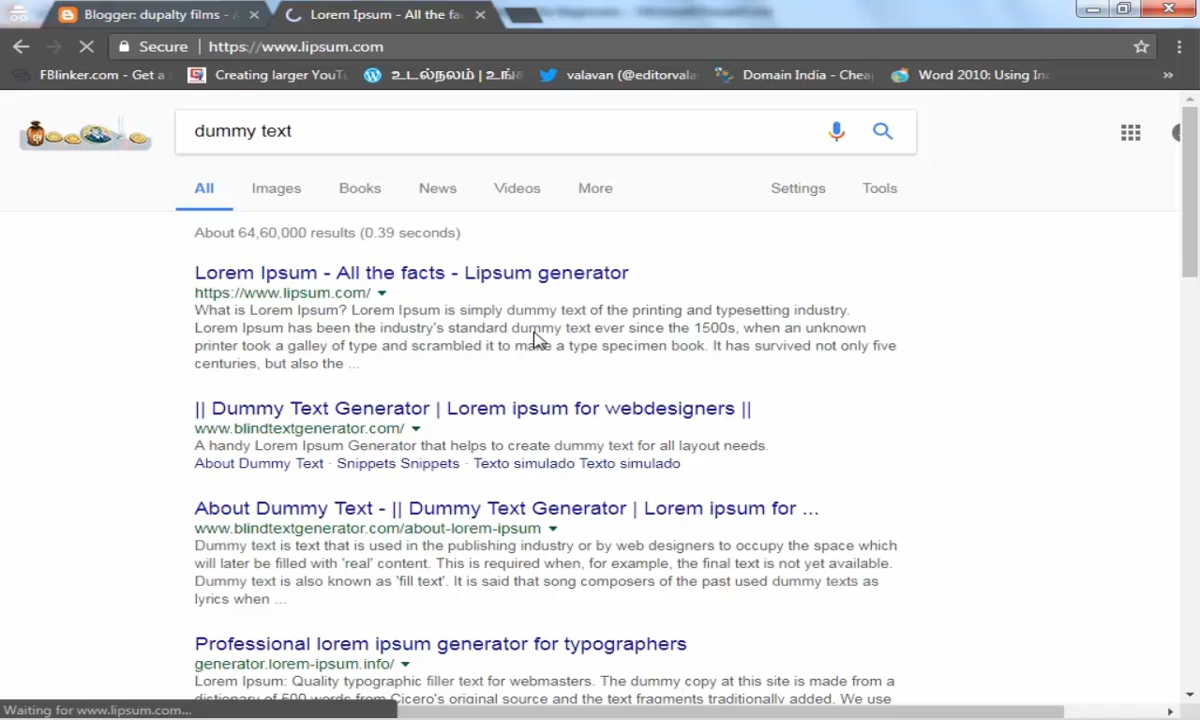 Blogger: dupalty films -
Lorem Ipsum - All the fac
Secure
https://www.lipsum.com
FBlinker.com - Get a
Creating larger YouTu
உடல்நலம் | உங்க
valavan (@editorvala
Domain India - Chea
Word 2010: Using In
»
dummy text
All
Images
Books
News
Videos
More
Settings
Tools
About 64,60,000 results (0.39 seconds)
Lorem Ipsum - All the facts - Lipsum generator
https://www.lipsum.com/
What is Lorem Ipsum? Lorem Ipsum is simply dummy text of the printing and typesetting industry.
Lorem Ipsum has been the industry's standard dummy text ever since the 1500s, when an unknown
printer took a galley of type and scrambled it to make a type specimen book. It has survived not only five
centuries, but also the ...
|| Dummy Text Generator | Lorem ipsum for webdesigners ||
www.blindtextgenerator.com/
A handy Lorem Ipsum Generator that helps to create dummy text for all layout needs.
About Dummy Text · Snippets Snippets · Texto simulado Texto simulado
About Dummy Text - || Dummy Text Generator | Lorem ipsum for ...
www.blindtextgenerator.com/about-lorem-ipsum
Dummy text is text that is used in the publishing industry or by web designers to occupy the space which
will later be filled with 'real' content. This is required when, for example, the final text is not yet available.
Dummy text is also known as 'fill text'. It is said that song composers of the past used dummy texts as
lyrics when ...
Professional lorem ipsum generator for typographers
generator.lorem-ipsum.info/
Lorem Ipsum: Quality typographic filler text for webmasters. The dummy copy at this site is made from a
dictionary of 500 words from Cicero's original source and the text fragments traditionally added. We use
Waiting for www.lipsum.com...